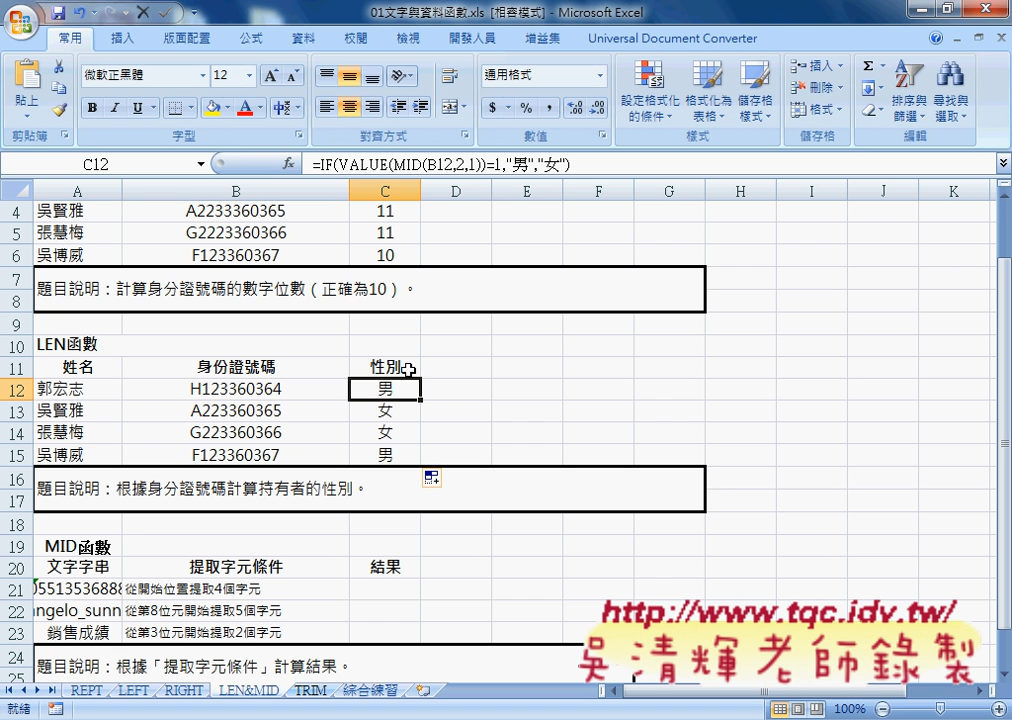 01文字與資料函數.xls [相容模式] - Microsoft Excel
常用 插入 版面配置 公式 資料 校閱 檢視 開發人員 增益集 Universal Document Converter
微軟正黑體 12 通用格式 插入
貼上 B I U $ % , 設定格式化的條件 格式化為表格 儲存格樣式 刪除 格式 排序與篩選 尋找與選取
剪貼簿 字型 對齊方式 數值 樣式 儲存格 編輯
C12 fx =IF(VALUE(MID(B12,2,1))=1,"男","女")
A B C D E F G H I J K
4 吳賢雅 A2233360365 11
5 張慧梅 G2223360366 11
6 吳博威 F123360367 10
7 題目說明：計算身分證號碼的數字位數（正確為10）。
8
9
10 LEN函數
11 姓名 身份證號碼 性別
12 郭宏志 H123360364 男
13 吳賢雅 A223360365 女
14 張慧梅 G223360366 女
15 吳博威 F123360367 男
16 題目說明：根據身分證號碼計算持有者的性別。
17
18
19 MID函數
20 文字字串 提取字元條件 結果
21 0551353688 從開始位置提取4個字元
22 angelo_sunn 從第8位元開始提取5個字元
23 銷售成績 從第3位元開始提取2個字元
24 題目說明：根據「提取字元條件」計算結果。
25
http://www.tqc.idv.tw/
吳清輝老師錄製
REPT LEFT RIGHT LEN&MID TRIM 綜合練習
就緒 100%